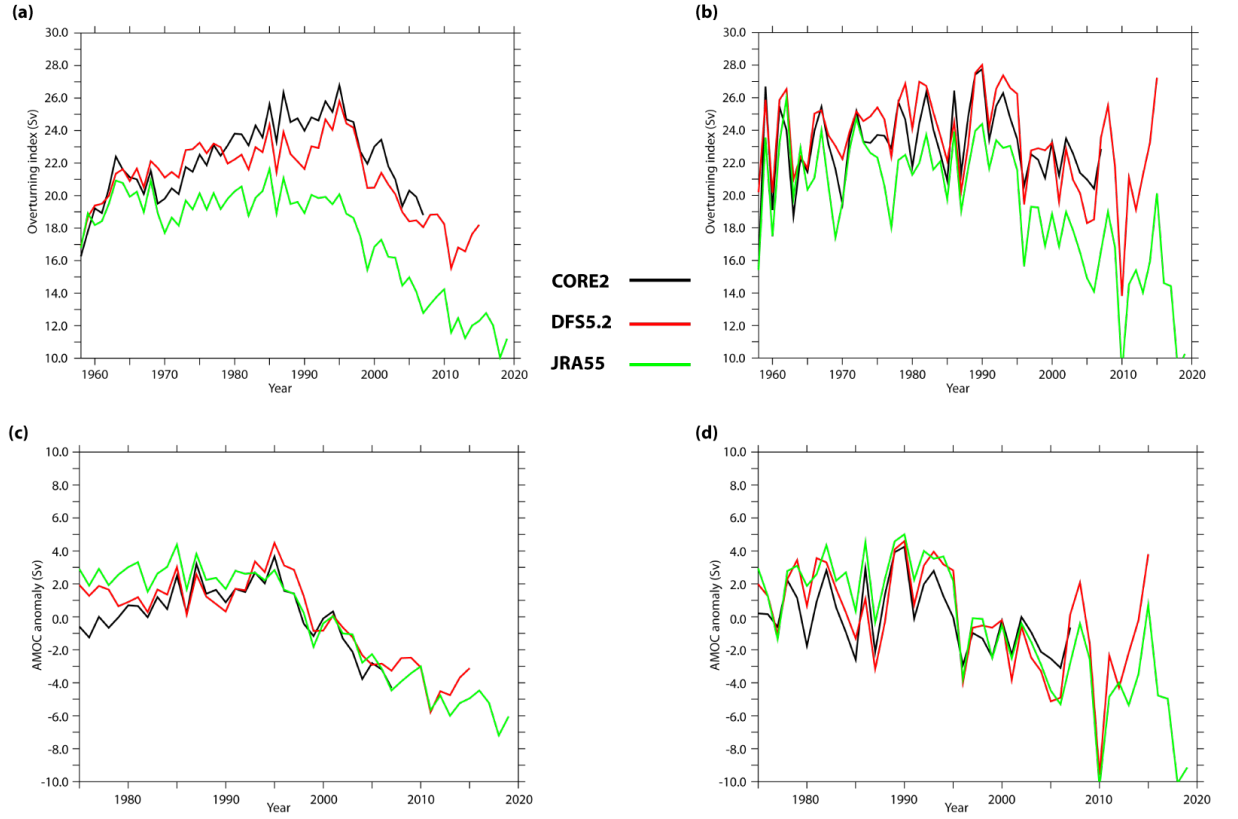 (a)
30.0
28.0
26.0
24.0
22.0
20.0
18.0
16.0
14.0
12.0
10.0
Overturning index (Sv)
1960 1970 1980 1990 2000 2010 2020
Year
(b)
30.0
28.0
26.0
24.0
22.0
20.0
18.0
16.0
14.0
12.0
10.0
Overturning index (Sv)
1960 1970 1980 1990 2000 2010 2020
Year
CORE2
DFS5.2
JRA55
(c)
10.0
8.0
6.0
4.0
2.0
0.0
-2.0
-4.0
-6.0
-8.0
-10.0
AMOC anomaly (Sv)
1980 1990 2000 2010 2020
Year
(d)
10.0
8.0
6.0
4.0
2.0
0.0
-2.0
-4.0
-6.0
-8.0
-10.0
AMOC anomaly (Sv)
1980 1990 2000 2010 2020
Year